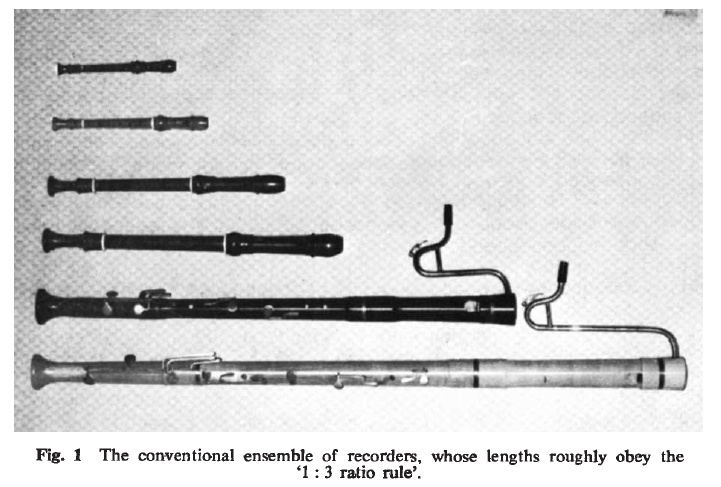 Fig. 1 The conventional ensemble of recorders, whose lengths roughly obey the
‘1 : 3 ratio rule’.